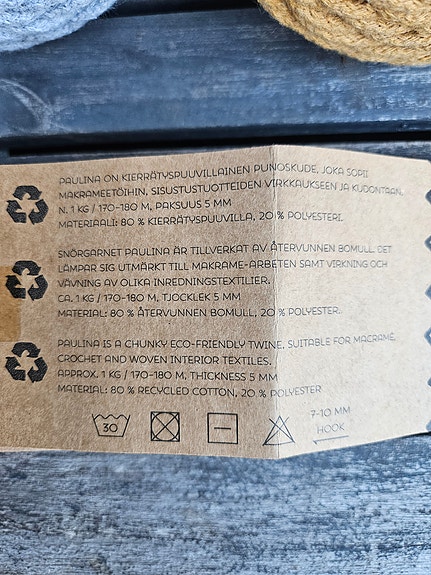 PAULINA ON KIERRÄTYSPUUVILLAINEN PUNOSKUDE, JOKA SOPII
MAKRAMEETÖIHIN, SISUSTUSTUOTTEIDEN VIRKKAUKSEEN JA KUDONTAAN.
N. 1 KG / 170-180 M, PAKSUUS 5 MM
MATERIAALI: 80 % KIERRÄTYSPUUVILLA, 20 % POLYESTERI.
SNÖRGARNET PAULINA ÄR TILLVERKAT AV ÅTERVUNNEN BOMULL. DET
LÄMPAR SIG UTMÄRKT TILL MAKRAME-ARBETEN SAMT VIRKNING OCH
VÄVNING AV OLIKA INREDNINGSTEXTILIER.
CA. 1 KG / 170-180 M, TJOCKLEK 5 MM
MATERIAL: 80 % ÅTERVUNNEN BOMULL, 20 % POLYESTER.
PAULINA IS A CHUNKY ECO-FRIENDLY TWINE, SUITABLE FOR MACRAMÉ,
CROCHET AND WOVEN INTERIOR TEXTILES.
APPROX. 1 KG / 170-180 M, THICKNESS 5 MM
MATERIAL: 80 % RECYCLED COTTON, 20 % POLYESTER
30
7-10 MM
HOOK